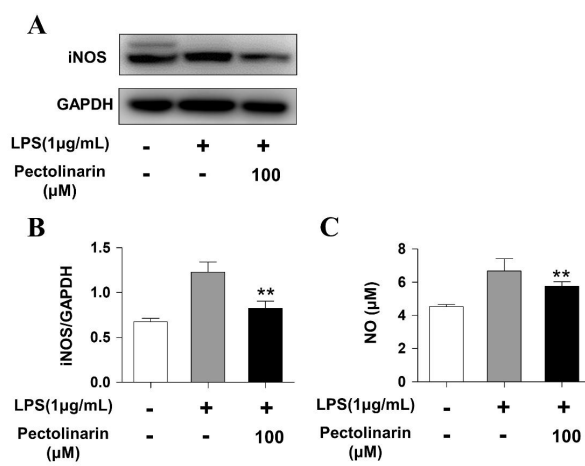 A
iNOS
GAPDH
LPS(1μg/mL) - + +
Pectolinarin - - 100
(μM)
B
iNOS/GAPDH
1.5
1.0
0.5
0.0
**
LPS(1μg/mL) - + +
Pectolinarin - - 100
(μM)
C
NO (μM)
8
6
4
2
0
**
LPS(1μg/mL) - + +
Pectolinarin - - 100
(μM)